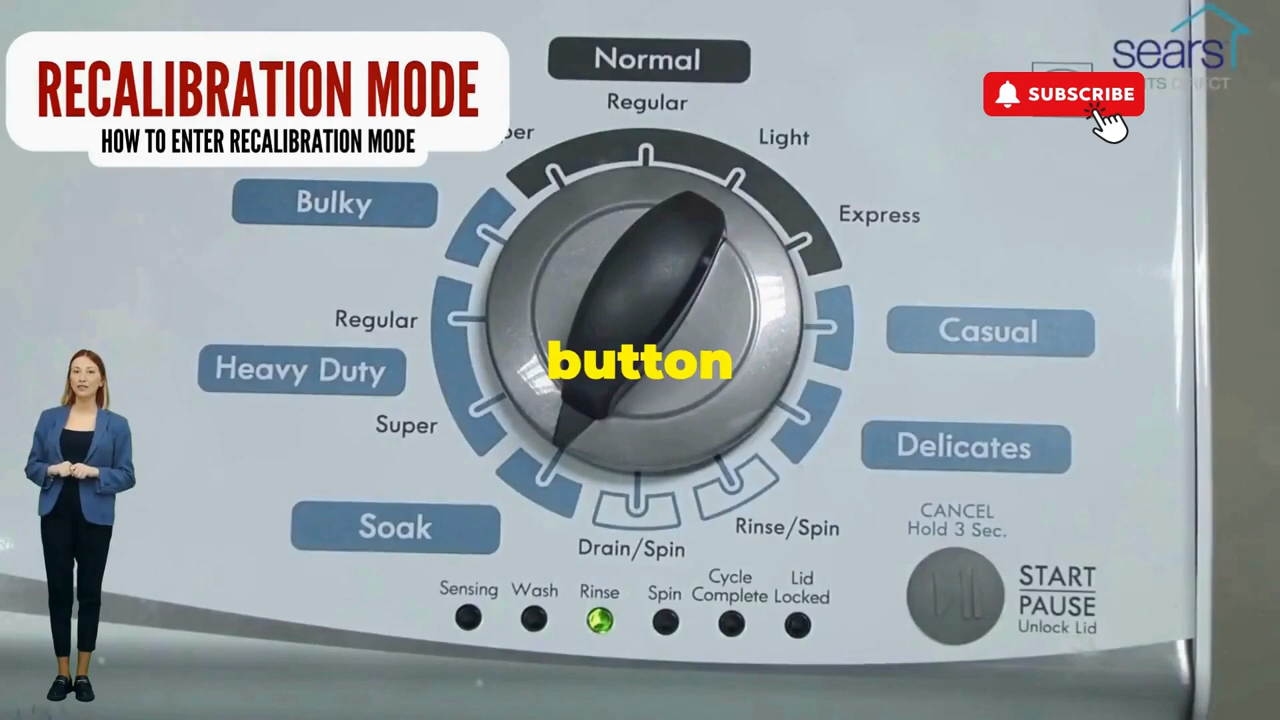 RECALIBRATION MODE
HOW TO ENTER RECALIBRATION MODE
sears
SUBSCRIBE
Normal
Regular
Light
Express
Bulky
Regular
Heavy Duty
Super
button
Casual
Delicates
Soak
Drain/Spin
Rinse/Spin
CANCEL
Hold 3 Sec.
Sensing
Wash
Rinse
Spin
Cycle
Complete
Lid
Locked
START
PAUSE
Unlock Lid